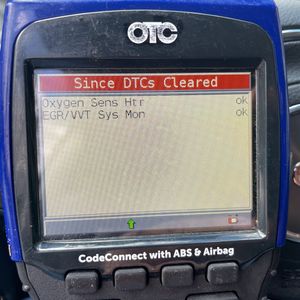 OTC
Since DTCs Cleared
Oxygen Sens Htr ok
EGR/VVT Sys Mon ok
CodeConnect with ABS & Airbag